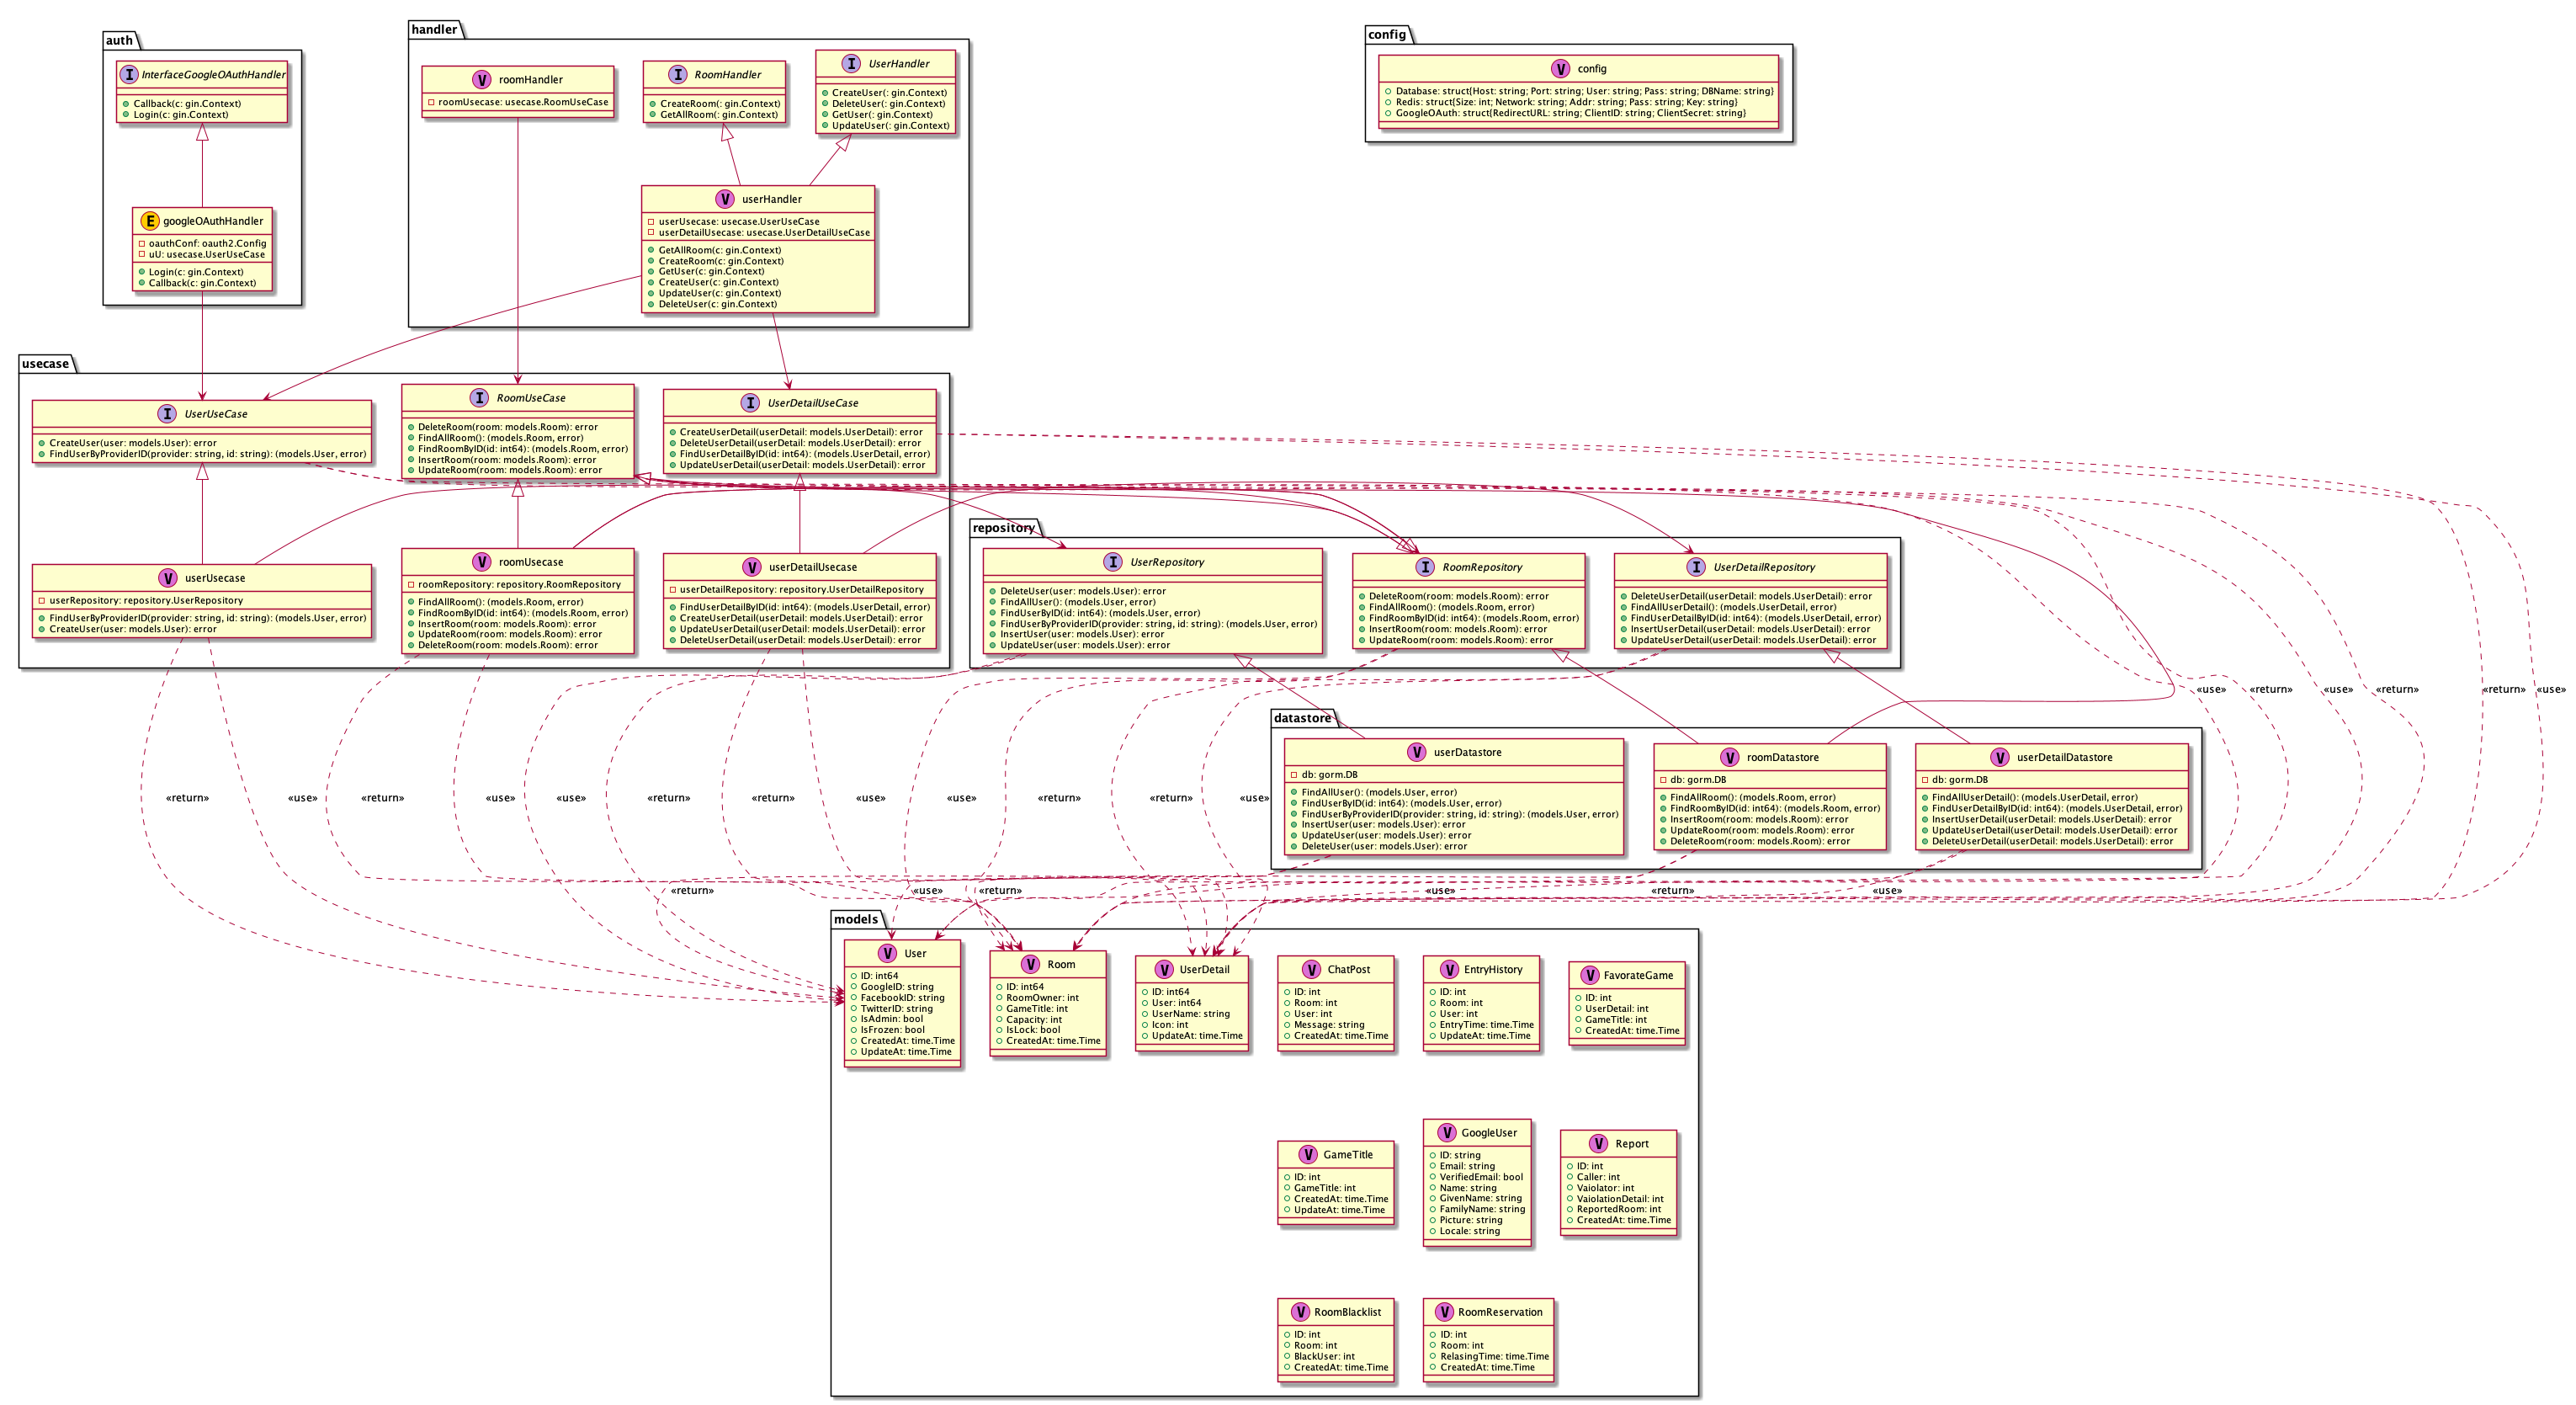 auth
InterfaceGoogleOAuthHandler
Callback(c: gin.Context)
Login(c: gin.Context)
googleOAuthHandler
oauthConf: oauth2.Config
uU: usecase.UserUseCase
Login(c: gin.Context)
Callback(c: gin.Context)
handler
roomHandler
roomUsecase: usecase.RoomUseCase
RoomHandler
CreateRoom(: gin.Context)
GetAllRoom(: gin.Context)
UserHandler
CreateUser(: gin.Context)
DeleteUser(: gin.Context)
GetUser(: gin.Context)
UpdateUser(: gin.Context)
userHandler
userUsecase: usecase.UserUseCase
userDetailUsecase: usecase.UserDetailUseCase
GetAllRoom(c: gin.Context)
CreateRoom(c: gin.Context)
GetUser(c: gin.Context)
CreateUser(c: gin.Context)
UpdateUser(c: gin.Context)
DeleteUser(c: gin.Context)
config
config
Database: struct{Host: string; Port: string; User: string; Pass: string; DBName: string}
Redis: struct{Size: int; Network: string; Addr: string; Pass: string; Key: string}
GoogleOAuth: struct{RedirectURL: string; ClientID: string; ClientSecret: string}
usecase
UserUseCase
CreateUser(user: models.User): error
FindUserByProviderID(provider: string, id: string): (models.User, error)
RoomUseCase
DeleteRoom(room: models.Room): error
FindAllRoom(): (models.Room, error)
FindRoomByID(id: int64): (models.Room, error)
InsertRoom(room: models.Room): error
UpdateRoom(room: models.Room): error
UserDetailUseCase
CreateUserDetail(userDetail: models.UserDetail): error
DeleteUserDetail(userDetail: models.UserDetail): error
FindUserDetailByID(id: int64): (models.UserDetail, error)
UpdateUserDetail(userDetail: models.UserDetail): error
userUsecase
userRepository: repository.UserRepository
FindUserByProviderID(provider: string, id: string): (models.User, error)
CreateUser(user: models.User): error
roomUsecase
roomRepository: repository.RoomRepository
FindAllRoom(): (models.Room, error)
FindRoomByID(id: int64): (models.Room, error)
InsertRoom(room: models.Room): error
UpdateRoom(room: models.Room): error
DeleteRoom(room: models.Room): error
userDetailUsecase
userDetailRepository: repository.UserDetailRepository
FindUserDetailByID(id: int64): (models.UserDetail, error)
CreateUserDetail(userDetail: models.UserDetail): error
UpdateUserDetail(userDetail: models.UserDetail): error
DeleteUserDetail(userDetail: models.UserDetail): error
repository
UserRepository
DeleteUser(user: models.User): error
FindAllUser(): (models.User, error)
FindUserByID(id: int64): (models.User, error)
FindUserByProviderID(provider: string, id: string): (models.User, error)
InsertUser(user: models.User): error
UpdateUser(user: models.User): error
RoomRepository
DeleteRoom(room: models.Room): error
FindAllRoom(): (models.Room, error)
FindRoomByID(id: int64): (models.Room, error)
InsertRoom(room: models.Room): error
UpdateRoom(room: models.Room): error
UserDetailRepository
DeleteUserDetail(userDetail: models.UserDetail): error
FindAllUserDetail(): (models.UserDetail, error)
FindUserDetailByID(id: int64): (models.UserDetail, error)
InsertUserDetail(userDetail: models.UserDetail): error
UpdateUserDetail(userDetail: models.UserDetail): error
«use»
«return»
«use»
«return»
«return»
«use»
datastore
userDatastore
db: gorm.DB
FindAllUser(): (models.User, error)
FindUserByID(id: int64): (models.User, error)
FindUserByProviderID(provider: string, id: string): (models.User, error)
InsertUser(user: models.User): error
UpdateUser(user: models.User): error
DeleteUser(user: models.User): error
roomDatastore
db: gorm.DB
FindAllRoom(): (models.Room, error)
FindRoomByID(id: int64): (models.Room, error)
InsertRoom(room: models.Room): error
UpdateRoom(room: models.Room): error
DeleteRoom(room: models.Room): error
userDetailDatastore
db: gorm.DB
FindAllUserDetail(): (models.UserDetail, error)
FindUserDetailByID(id: int64): (models.UserDetail, error)
InsertUserDetail(userDetail: models.UserDetail): error
UpdateUserDetail(userDetail: models.UserDetail): error
DeleteUserDetail(userDetail: models.UserDetail): error
«return»
«use»
«return»
«use»
«use»
«return»
«return»
«use»
«use»
«return»
«return»
«use»
«return»
«use»
«return»
«use»
«return»
«use»
models
User
ID: int64
GoogleID: string
FacebookID: string
TwitterID: string
IsAdmin: bool
IsFrozen: bool
CreatedAt: time.Time
UpdateAt: time.Time
Room
ID: int64
RoomOwner: int
GameTitle: int
Capacity: int
IsLock: bool
CreatedAt: time.Time
UserDetail
ID: int64
User: int64
UserName: string
Icon: int
UpdateAt: time.Time
ChatPost
ID: int
Room: int
User: int
Message: string
CreatedAt: time.Time
EntryHistory
ID: int
Room: int
User: int
EntryTime: time.Time
UpdateAt: time.Time
FavorateGame
ID: int
UserDetail: int
GameTitle: int
CreatedAt: time.Time
GameTitle
ID: int
GameTitle: int
CreatedAt: time.Time
UpdateAt: time.Time
GoogleUser
ID: string
Email: string
VerifiedEmail: bool
Name: string
GivenName: string
FamilyName: string
Picture: string
Locale: string
Report
ID: int
Caller: int
Vaiolator: int
VaiolationDetail: int
ReportedRoom: int
CreatedAt: time.Time
RoomBlacklist
ID: int
Room: int
BlackUser: int
CreatedAt: time.Time
RoomReservation
ID: int
Room: int
RelasingTime: time.Time
CreatedAt: time.Time